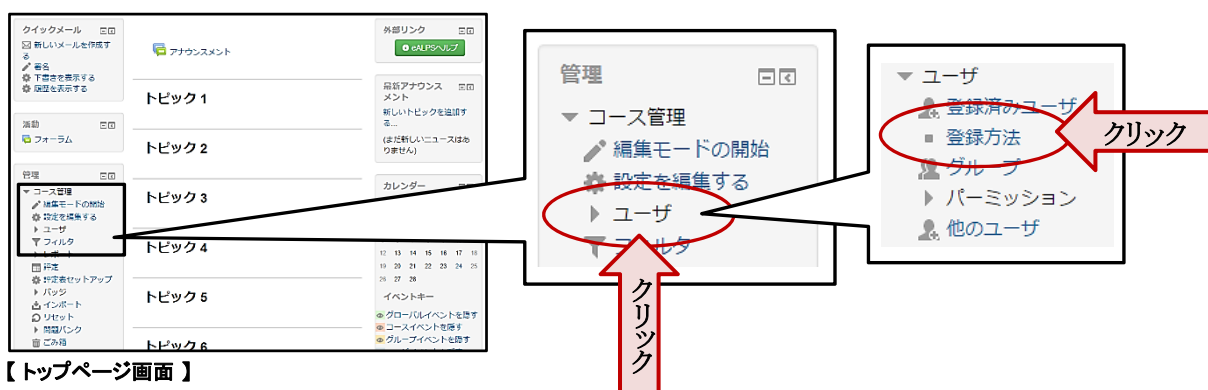 クイックメール
新しいメールを作成す
る
署名
下書きを表示する
履歴を表示する
活動
フォーラム
管理
コース管理
編集モードの開始
設定を編集する
ユーザ
フィルタ
レポート
評定
評定者セットアップ
バッジ
インポート
リセット
問題バンク
ごみ箱
アナウンスメント
トピック 1
トピック 2
トピック 3
トピック 4
トピック 5
トピック 6
外部リンク
eALPSヘルプ
最新アナウンス
メント
新しいトピックを追加す
る...
(まだ新しいニュースはあ
りません)
カレンダー
12 13 14 15 16 17 18
19 20 21 22 23 24 25
26 27 28
イベントキー
グローバルイベントを隠す
コースイベントを隠す
グループイベントを隠す
【トップページ画面】
管理
コース管理
編集モードの開始
設定を編集する
ユーザ
フィルタ
クリック
ユーザ
登録済みユーザ
登録方法
グループ
パーミッション
他のユーザ
クリック